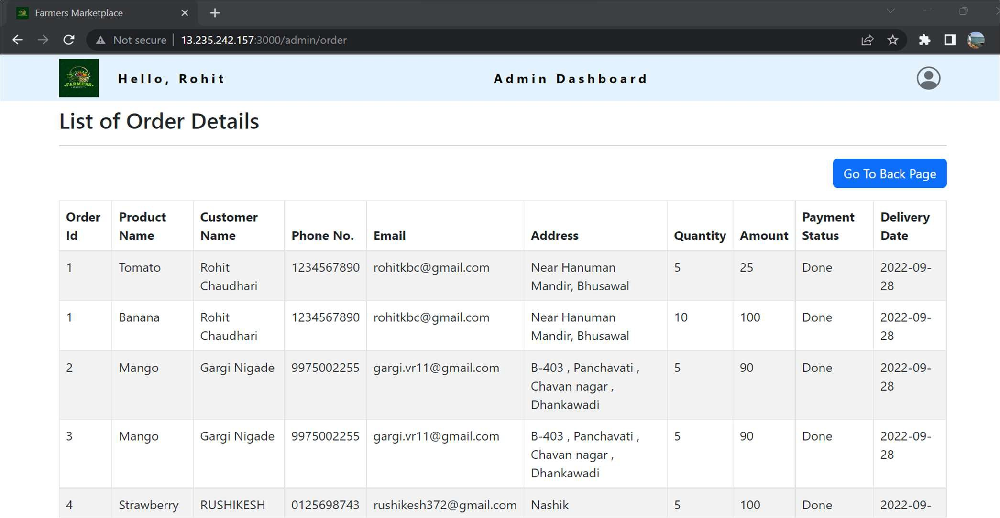 Farmers Marketplace
Not secure | 13.235.242.157:3000/admin/order
FARMERS
MARKET
Hello, Rohit
Admin Dashboard
List of Order Details
Go To Back Page
Order Id Product Name Customer Name Phone No. Email Address Quantity Amount Payment Status Delivery Date
1 Tomato Rohit Chaudhari 1234567890 rohitkbc@gmail.com Near Hanuman Mandir, Bhusawal 5 25 Done 2022-09-28
1 Banana Rohit Chaudhari 1234567890 rohitkbc@gmail.com Near Hanuman Mandir, Bhusawal 10 100 Done 2022-09-28
2 Mango Gargi Nigade 9975002255 gargi.vr11@gmail.com B-403 , Panchavati , Chavan nagar , Dhankawadi 5 90 Done 2022-09-28
3 Mango Gargi Nigade 9975002255 gargi.vr11@gmail.com B-403 , Panchavati , Chavan nagar , Dhankawadi 5 90 Done 2022-09-28
4 Strawberry RUSHIKESH 0125698743 rushikesh372@gmail.com Nashik 5 100 Done 2022-09-